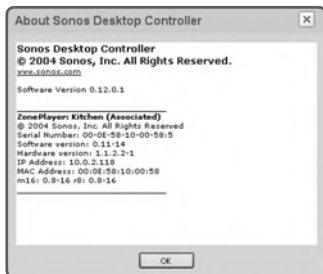 About Sonos Desktop Controller
Sonos Desktop Controller
© 2004 Sonos, Inc. All Rights Reserved.
www.sonos.com
Software Version 0.12.0.1
ZonePlayer: Kitchen (Associated)
© 2004 Sonos, Inc. All Rights Reserved
Serial Number: 00-0E-58-10-00-58:5
Software version: 0.11-14
Hardware version: 1.1.2.2-1
IP Address: 10.0.2.118
MAC Address: 00:0E:58:10:00:58
m16: 0.8-16 r8: 0.8-16
OK